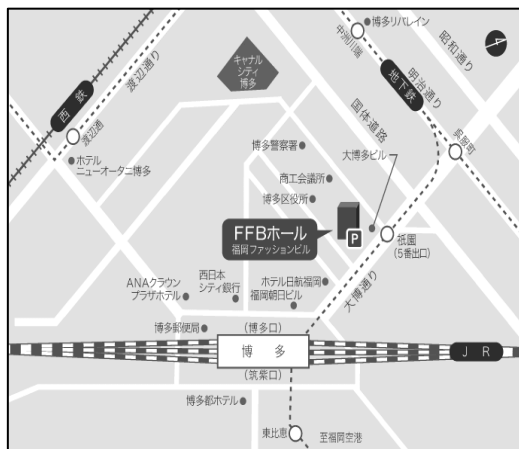 博多リバレイン
中洲川端
昭和通り
明治通り
地下鉄
国体道路
呉服町
渡辺通り
西鉄
渡辺通
ホテル
ニューオータニ博多
キャナル
シティ
博多
博多警察署
商工会議所
博多区役所
大博多ビル
FFBホール
福岡ファッションビル
P
祇園
(5番出口)
大博通り
ANAクラウン
プラザホテル
西日本
シティ銀行
ホテル日航福岡
福岡朝日ビル
博多郵便局
(博多口)
博多
JR
(筑紫口)
博多都ホテル
東比恵
至福岡空港